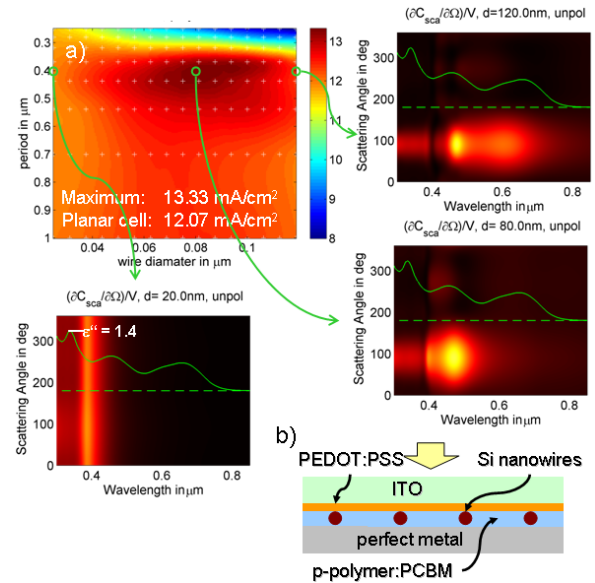 a)
0.3
0.4
0.5
0.6
0.7
0.8
0.9
1
period in μm
Maximum: 13.33 mA/cm²
Planar cell: 12.07 mA/cm²
0.04 0.06 0.08 0.1
wire diamater in μm
13
12
11
10
9
8
(∂C_sca/∂Ω)/V, d=120.0nm, unpol
300
200
100
0
Scattering Angle in deg
0.4 0.6 0.8
Wavelength in μm
(∂C_sca/∂Ω)/V, d= 80.0nm, unpol
300
200
100
0
Scattering Angle in deg
0.4 0.6 0.8
Wavelength in μm
(∂C_sca/∂Ω)/V, d= 20.0nm, unpol
ε“ = 1.4
300
200
100
0
Scattering Angle in deg
0.4 0.6 0.8
Wavelength in μm
b)
PEDOT:PSS Si nanowires
ITO
perfect metal
p-polymer:PCBM